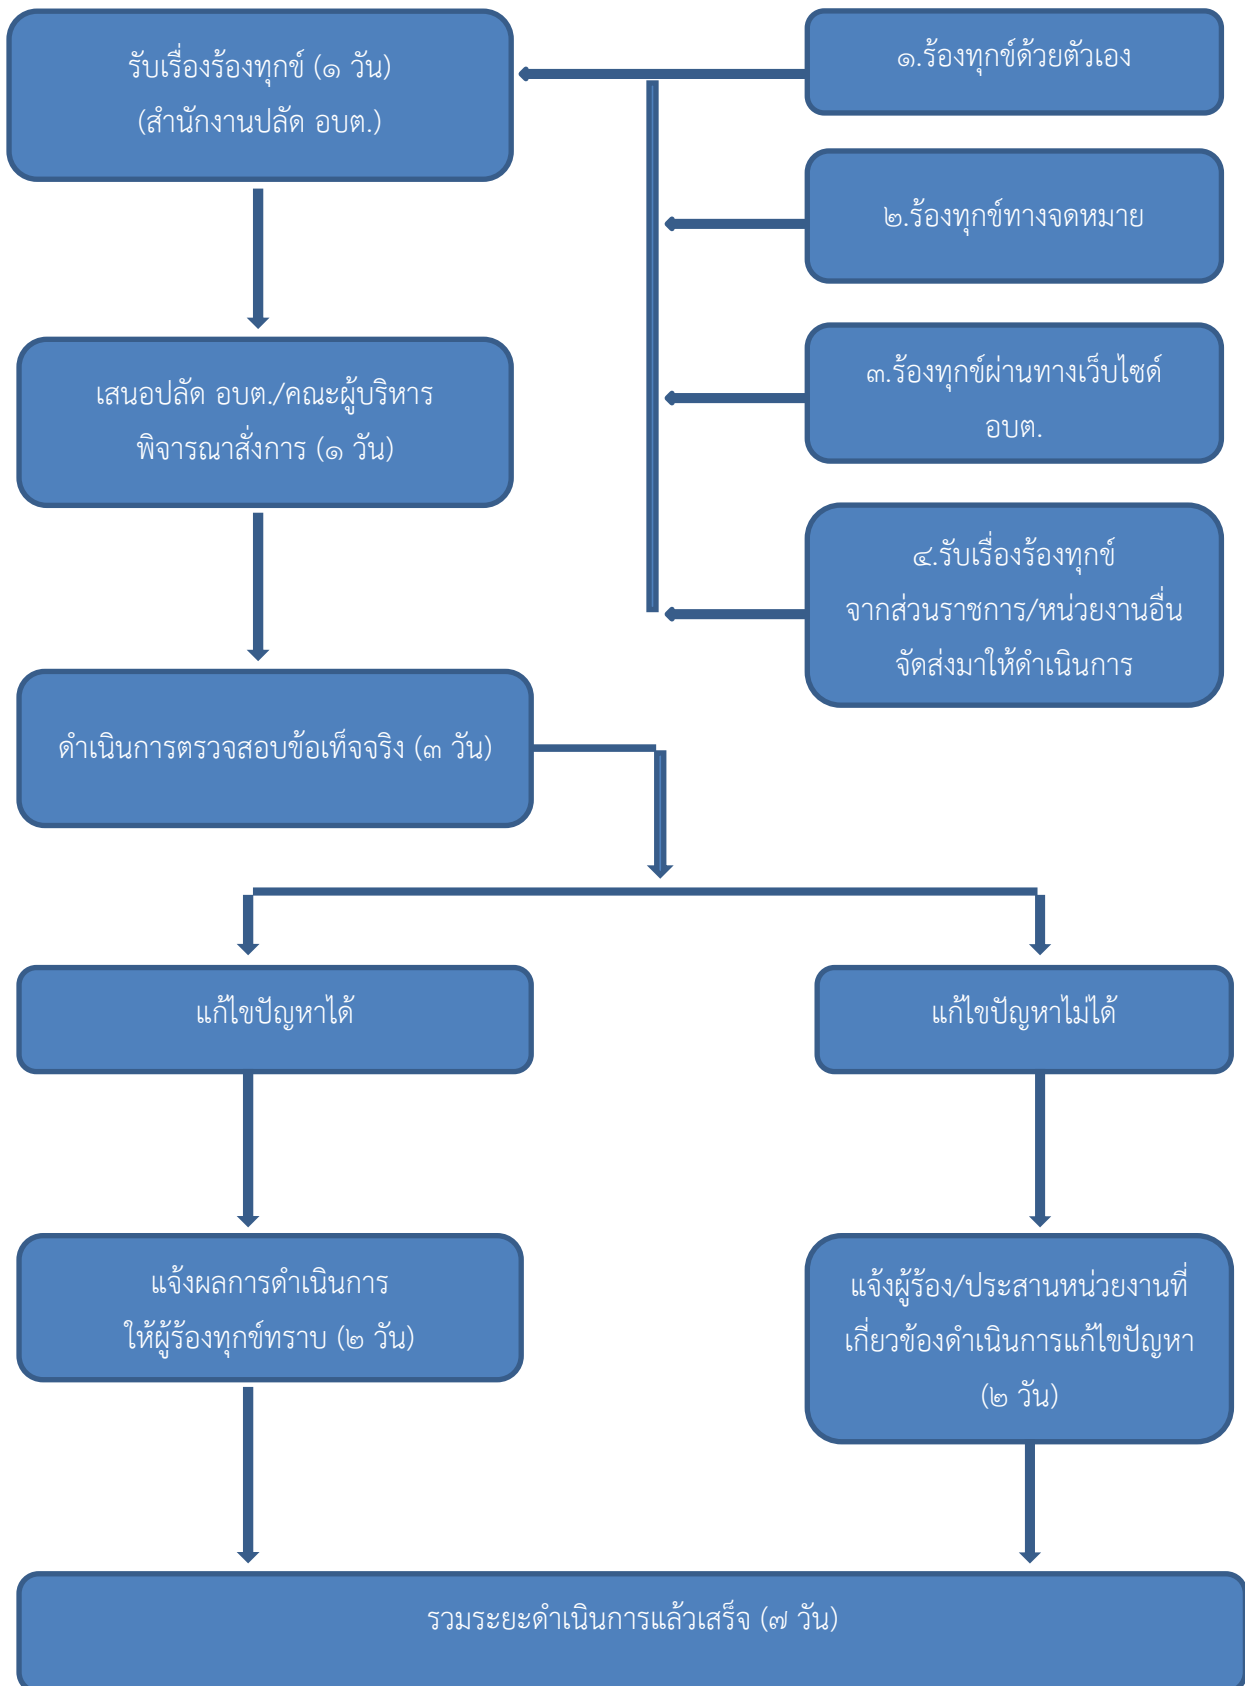 รับเรื่องร้องทุกข์ (๑ วัน)
(สำนักงานปลัด อบต.)
๑.ร้องทุกข์ด้วยตัวเอง
๒.ร้องทุกข์ทางจดหมาย
๓.ร้องทุกข์ผ่านทางเว็บไซด์
อบต.
๔.รับเรื่องร้องทุกข์
จากส่วนราชการ/หน่วยงานอื่น
จัดส่งมาให้ดำเนินการ
เสนอปลัด อบต./คณะผู้บริหาร
พิจารณาสั่งการ (๑ วัน)
ดำเนินการตรวจสอบข้อเท็จจริง (๓ วัน)
แก้ไขปัญหาได้
แก้ไขปัญหาไม่ได้
แจ้งผลการดำเนินการ
ให้ผู้ร้องทุกข์ทราบ (๒ วัน)
แจ้งผู้ร้อง/ประสานหน่วยงานที่
เกี่ยวข้องดำเนินการแก้ไขปัญหา
(๒ วัน)
รวมระยะดำเนินการแล้วเสร็จ (๗ วัน)